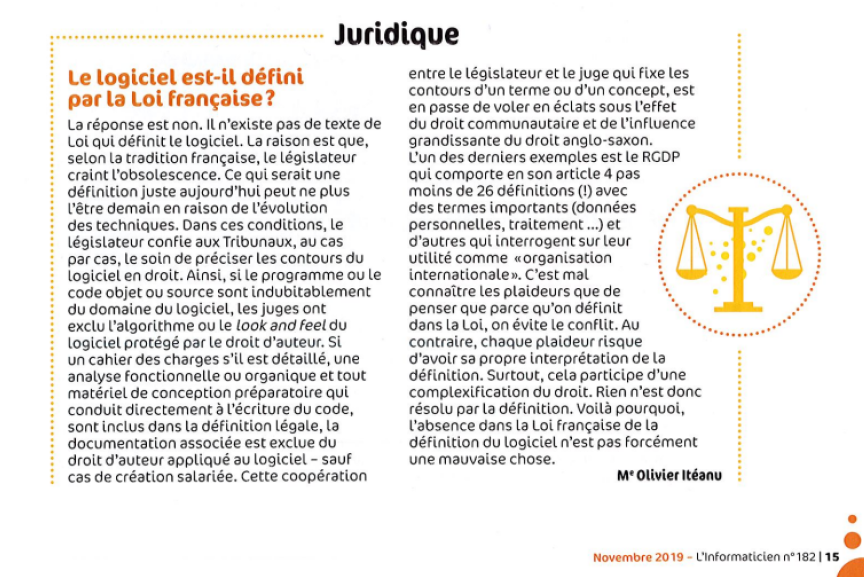 Juridique
Le logiciel est-il défini
par la Loi française ?
La réponse est non. Il n'existe pas de texte de
Loi qui définit le logiciel. La raison est que,
selon la tradition française, le législateur
craint l'obsolescence. Ce qui serait une
définition juste aujourd'hui peut ne plus
l'être demain en raison de l'évolution
des techniques. Dans ces conditions, le
législateur confie aux Tribunaux, au cas
par cas, le soin de préciser les contours du
logiciel en droit. Ainsi, si le programme ou le
code objet ou source sont indubitablement
du domaine du logiciel, les juges ont
exclu l'algorithme ou le look and feel du
logiciel protégé par le droit d'auteur. Si
un cahier des charges s'il est détaillé, une
analyse fonctionnelle ou organique et tout
matériel de conception préparatoire qui
conduit directement à l'écriture du code,
sont inclus dans la définition légale, la
documentation associée est exclue du
droit d'auteur appliqué au logiciel – sauf
cas de création salariée. Cette coopération
entre le législateur et le juge qui fixe les
contours d'un terme ou d'un concept, est
en passe de voler en éclats sous l'effet
du droit communautaire et de l'influence
grandissante du droit anglo-saxon.
L'un des derniers exemples est le RGDP
qui comporte en son article 4 pas
moins de 26 définitions (!) avec
des termes importants (données
personnelles, traitement ...) et
d'autres qui interrogent sur leur
utilité comme «organisation
internationale». C'est mal
connaître les plaideurs que de
penser que parce qu'on définit
dans la Loi, on évite le conflit. Au
contraire, chaque plaideur risque
d'avoir sa propre interprétation de la
définition. Surtout, cela participe d'une
complexification du droit. Rien n'est donc
résolu par la définition. Voilà pourquoi,
l'absence dans la Loi française de la
définition du logiciel n'est pas forcément
une mauvaise chose.
Me Olivier Itéanu
Novembre 2019 – L'Informaticien n°182 | 15